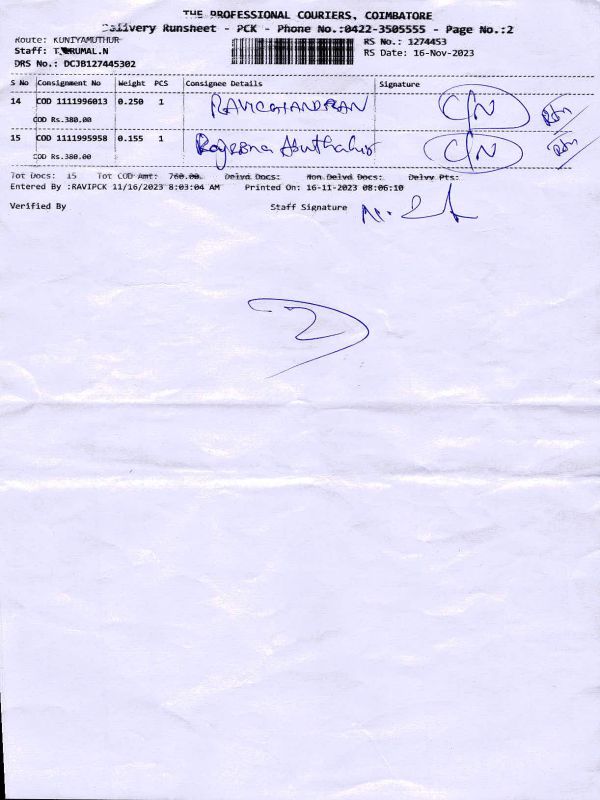 THE PROFESSIONAL COURIERS, COIMBATORE
Delivery Runsheet - PCK - Phone No.:0422-3505555 - Page No.:2
Route: KUNIYAMUTHUR
RS No.: 1274453
Staff: T. RUMAL.N
RS Date: 16-Nov-2023
DRS No.: DCJB127445302
S No Consignment No Weight PCS Consignee Details Signature
14 COD 1111996013 0.250 1 RAVICHANDRAN C/N
COD Rs.380.00
15 COD 1111995958 0.155 1 Abuthahir C/N
COD Rs.380.00
Tot Docs: 15 Tot COD Amt: 760.00. Delvd Docs: Non Delvd Docs: Delvy Pts:
Entered By :RAVIPCK 11/16/2023 8:03:04 AM Printed On: 16-11-2023 08:06:10
Verified By Staff Signature
2